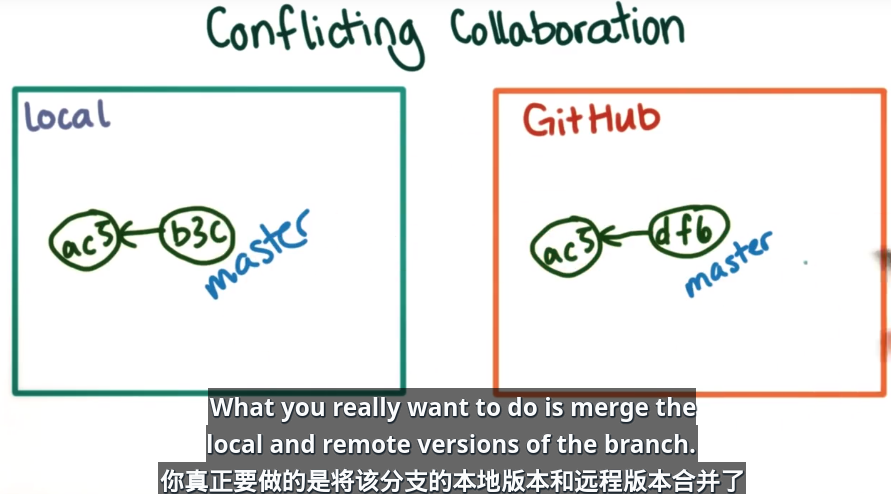 Conflicting Collaboration
local
GitHub
ac5
b3c
master
ac5
df6
master
What you really want to do is merge the
local and remote versions of the branch.
你真正要做的是将该分支的本地版本和远程版本合并了